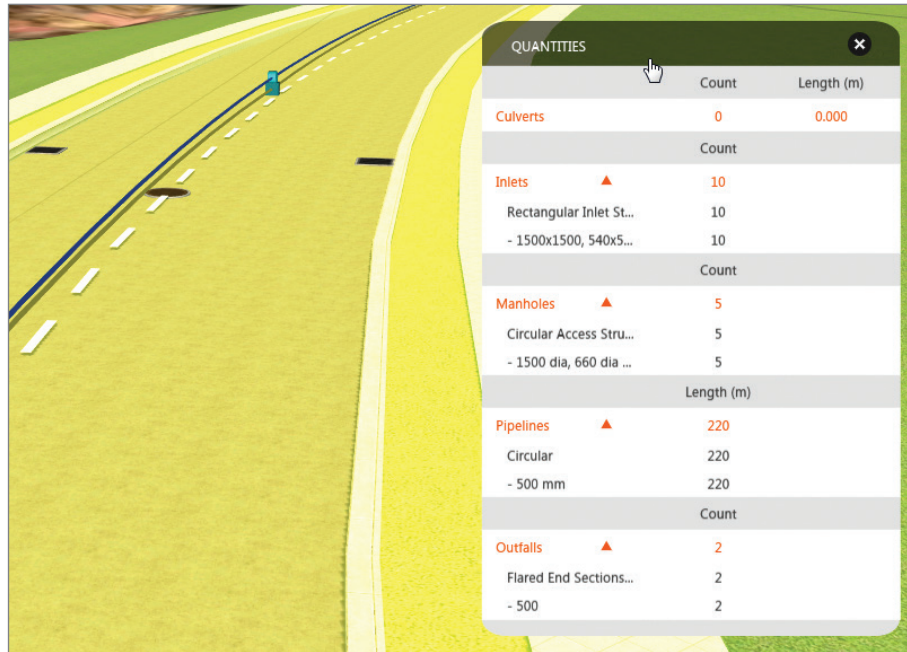 QUANTITIES
Count Length (m)
Culverts 0 0.000
Count
Inlets 10
Rectangular Inlet St... 10
- 1500x1500, 540x5... 10
Count
Manholes 5
Circular Access Stru... 5
- 1500 dia, 660 dia ... 5
Length (m)
Pipelines 220
Circular 220
- 500 mm 220
Count
Outfalls 2
Flared End Sections... 2
- 500 2